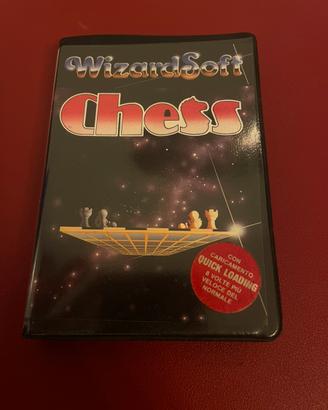 WizardSoft
Chess
CON
CARICAMENTO
QUICK LOADING
8 VOLTE PIÙ
VELOCE DEL
NORMALE